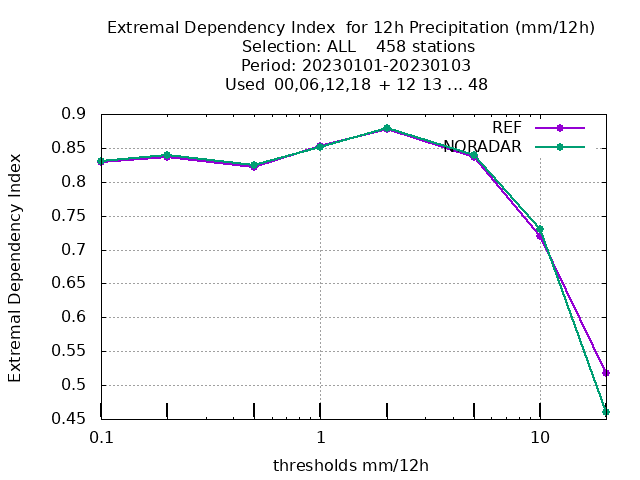 Extremal Dependency Index  for 12h Precipitation (mm/12h)
Selection: ALL    458 stations
Period: 20230101-20230103
Used  00,06,12,18  + 12 13 ... 48
REF
NORADAR
0.9
0.85
0.8
0.75
0.7
0.65
0.6
0.55
0.5
0.45
Extremal Dependency Index
0.1
1
10
thresholds mm/12h